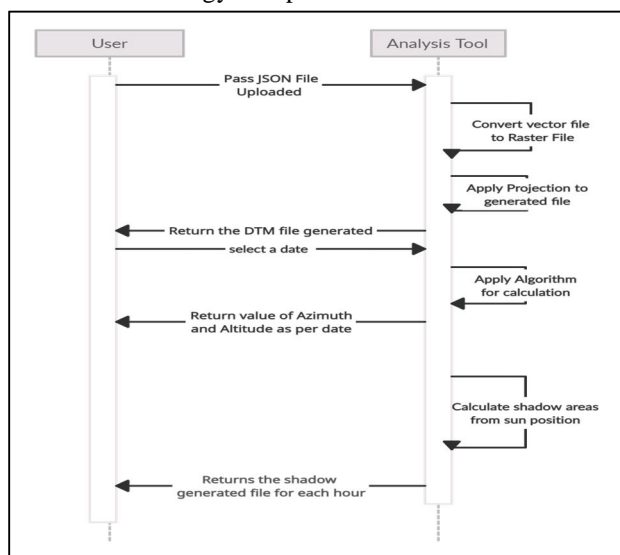 User
Analysis Tool
Pass JSON File
Uploaded
Convert vector file
to Raster File
Apply Projection to
generated file
Return the DTM file generated
select a date
Apply Algorithm
for calculation
Return value of Azimuth
and Altitude as per date
Calculate shadow areas
from sun position
Returns the shadow
generated file for each hour